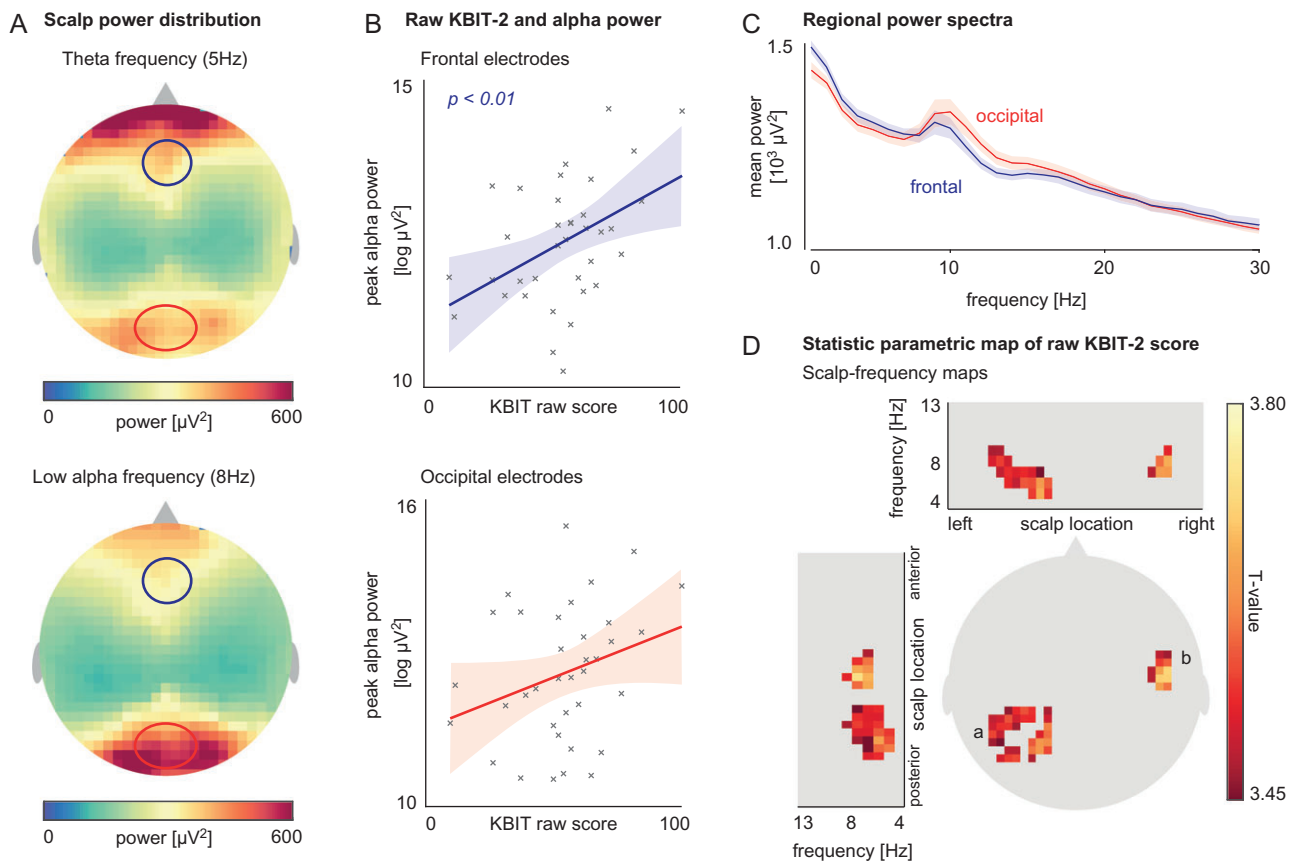 A Scalp power distribution
Theta frequency (5Hz)
0
600
power [µV²]
Low alpha frequency (8Hz)
0
600
power [µV²]
B Raw KBIT-2 and alpha power
Frontal electrodes
15
p < 0.01
peak alpha power
[log µV²]
10
0
KBIT raw score
100
Occipital electrodes
16
peak alpha power
[log µV²]
10
0
KBIT raw score
100
C Regional power spectra
1.5
mean power
[10³ µV²]
1.0
occipital
frontal
0
10
20
30
frequency [Hz]
D Statistic parametric map of raw KBIT-2 score
Scalp-frequency maps
13
8
4
frequency [Hz]
left
scalp location
right
anterior
scalp location
posterior
13
8
4
frequency [Hz]
a
b
3.80
T-value
3.45